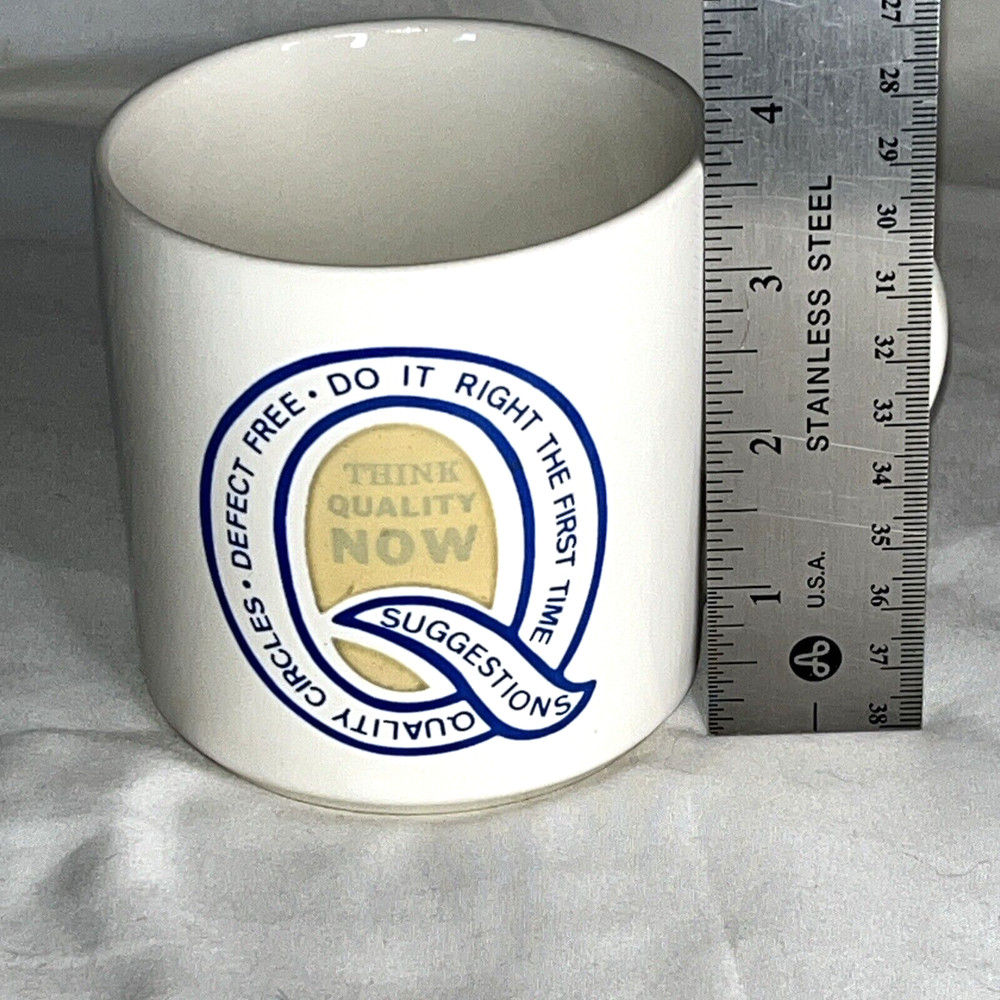 QUALITY CIRCLES • DEFECT FREE • DO IT RIGHT THE FIRST TIME
THINK
QUALITY
NOW
SUGGESTIONS
4
3
2
1
STAINLESS STEEL
U.S.A.
27
28
29
30
31
32
33
34
35
36
37
38